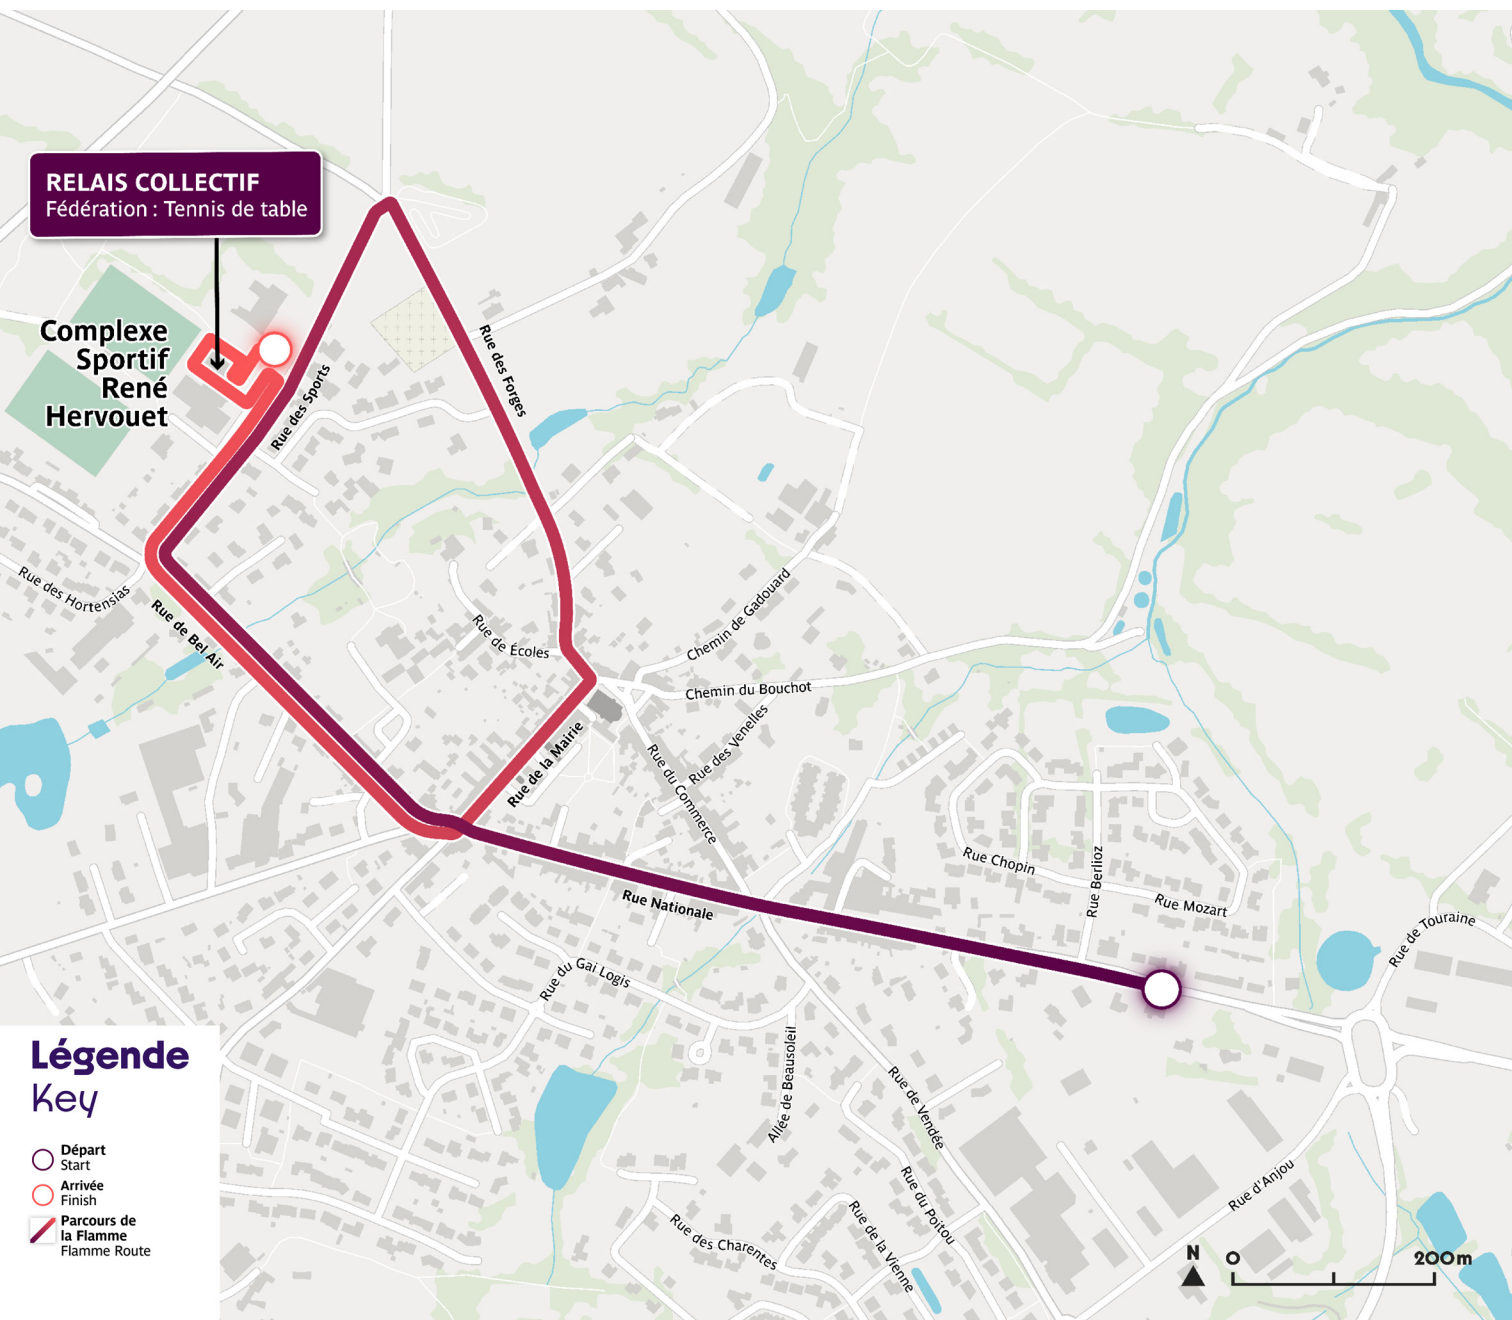 RELAIS COLLECTIF
Fédération : Tennis de table
Complexe
Sportif
René
Hervouet
Rue des Sports
Rue des Forges
Rue des Hortensias
Rue de Bel Air
Rue de Écoles
Chemin de Gadouard
Chemin du Bouchot
Rue de la Mairie
Rue des Venelles
Rue du Commerce
Rue Nationale
Rue Chopin
Rue Berlioz
Rue Mozart
Rue de Touraine
Rue du Gai Logis
Allée de Beausoleil
Rue de Vendée
Rue du Poitou
Rue d'Anjou
Rue des Charentes
Rue de la Vienne
Légende
Key
Départ
Start
Arrivée
Finish
Parcours de
la Flamme
Flamme Route
N
0 200m